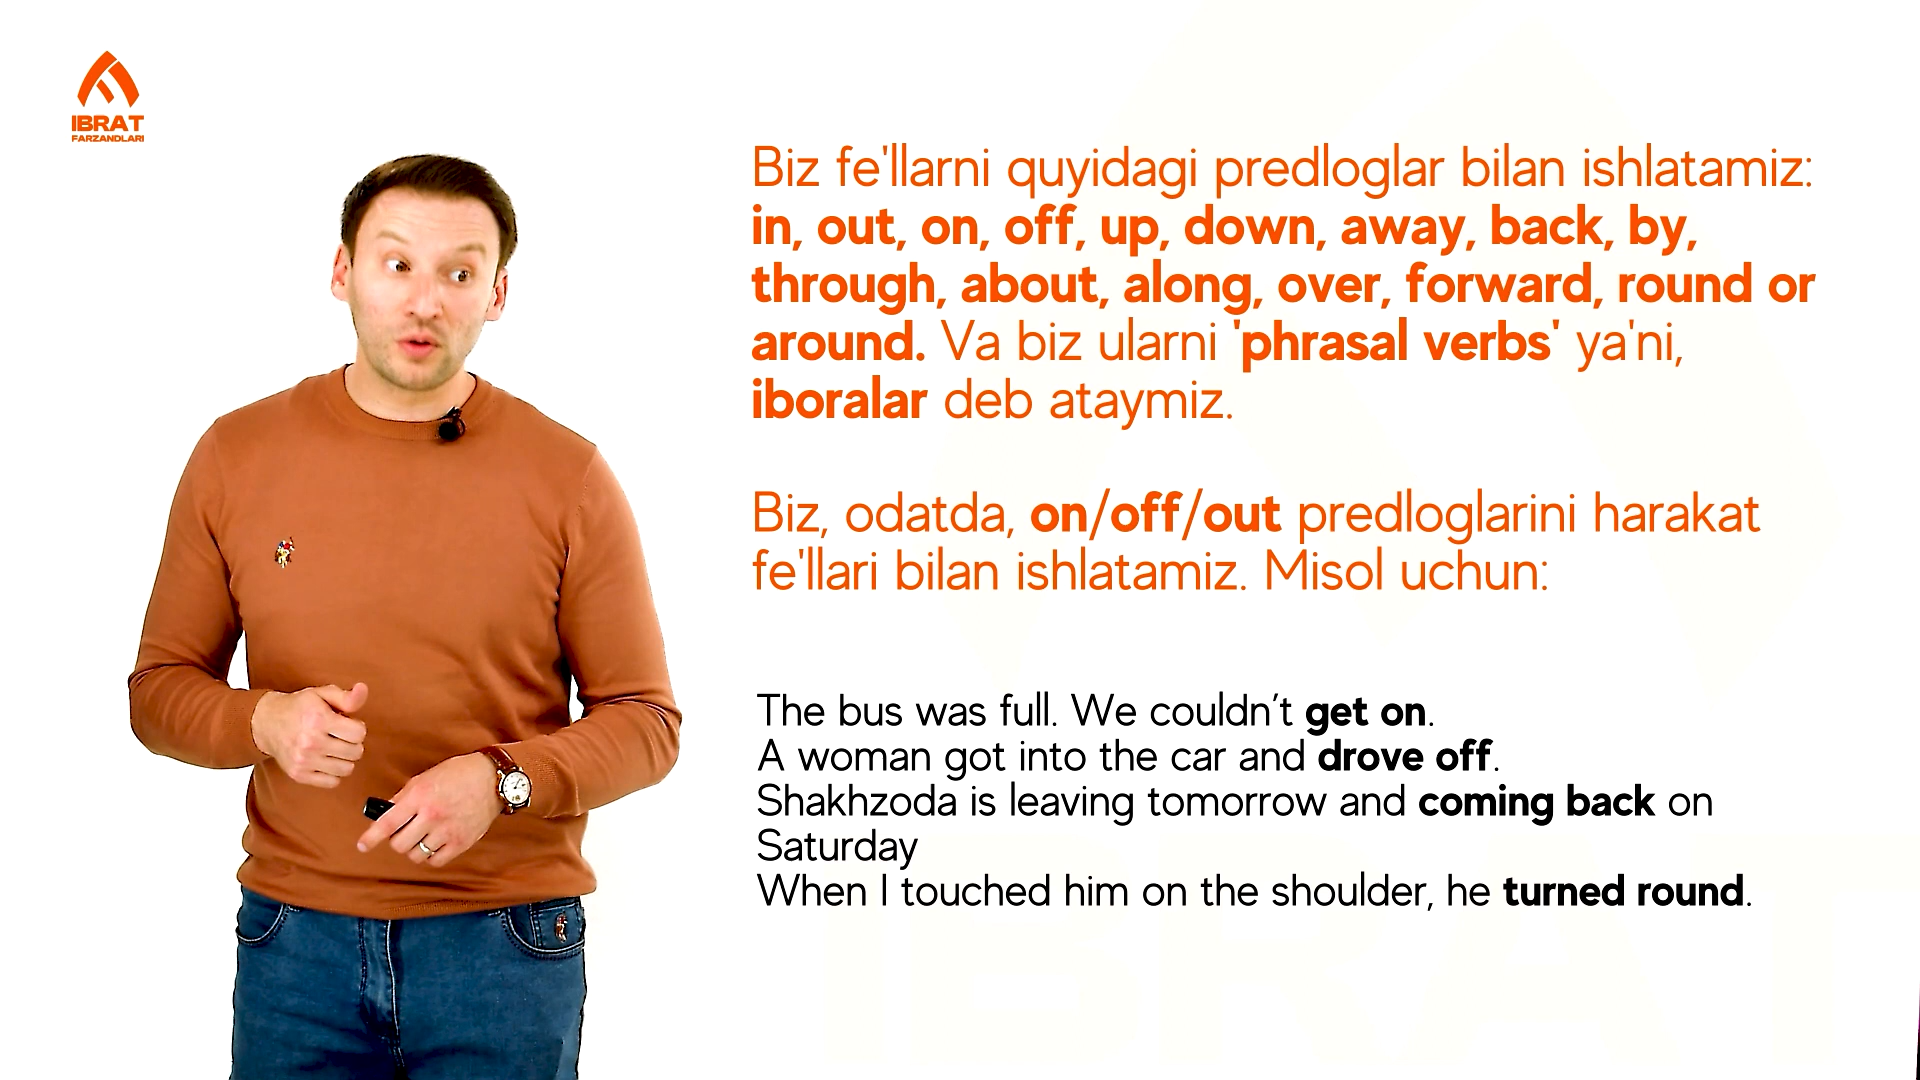 IBRAT
FARZANDLARI
Biz fe'llarni quyidagi predloglar bilan ishlatamiz:
in, out, on, off, up, down, away, back, by,
through, about, along, over, forward, round or
around. Va biz ularni 'phrasal verbs' ya'ni,
iboralar deb ataymiz.
Biz, odatda, on/off/out predloglarini harakat
fe'llari bilan ishlatamiz. Misol uchun:
The bus was full. We couldn’t get on.
A woman got into the car and drove off.
Shakhzoda is leaving tomorrow and coming back on
Saturday
When I touched him on the shoulder, he turned round.
IBRAT